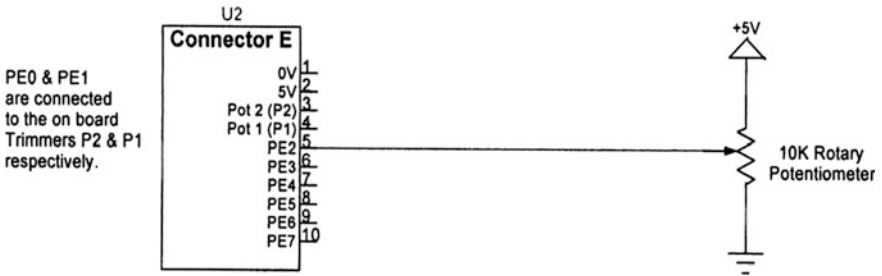 U2
Connector E
PE0 & PE1
are connected
to the on board
Trimmers P2 & P1
respectively.
0V 1
5V 2
Pot 2 (P2) 3
Pot 1 (P1) 4
PE2 5
PE3 6
PE4 7
PE5 8
PE6 9
PE7 10
+5V
10K Rotary
Potentiometer